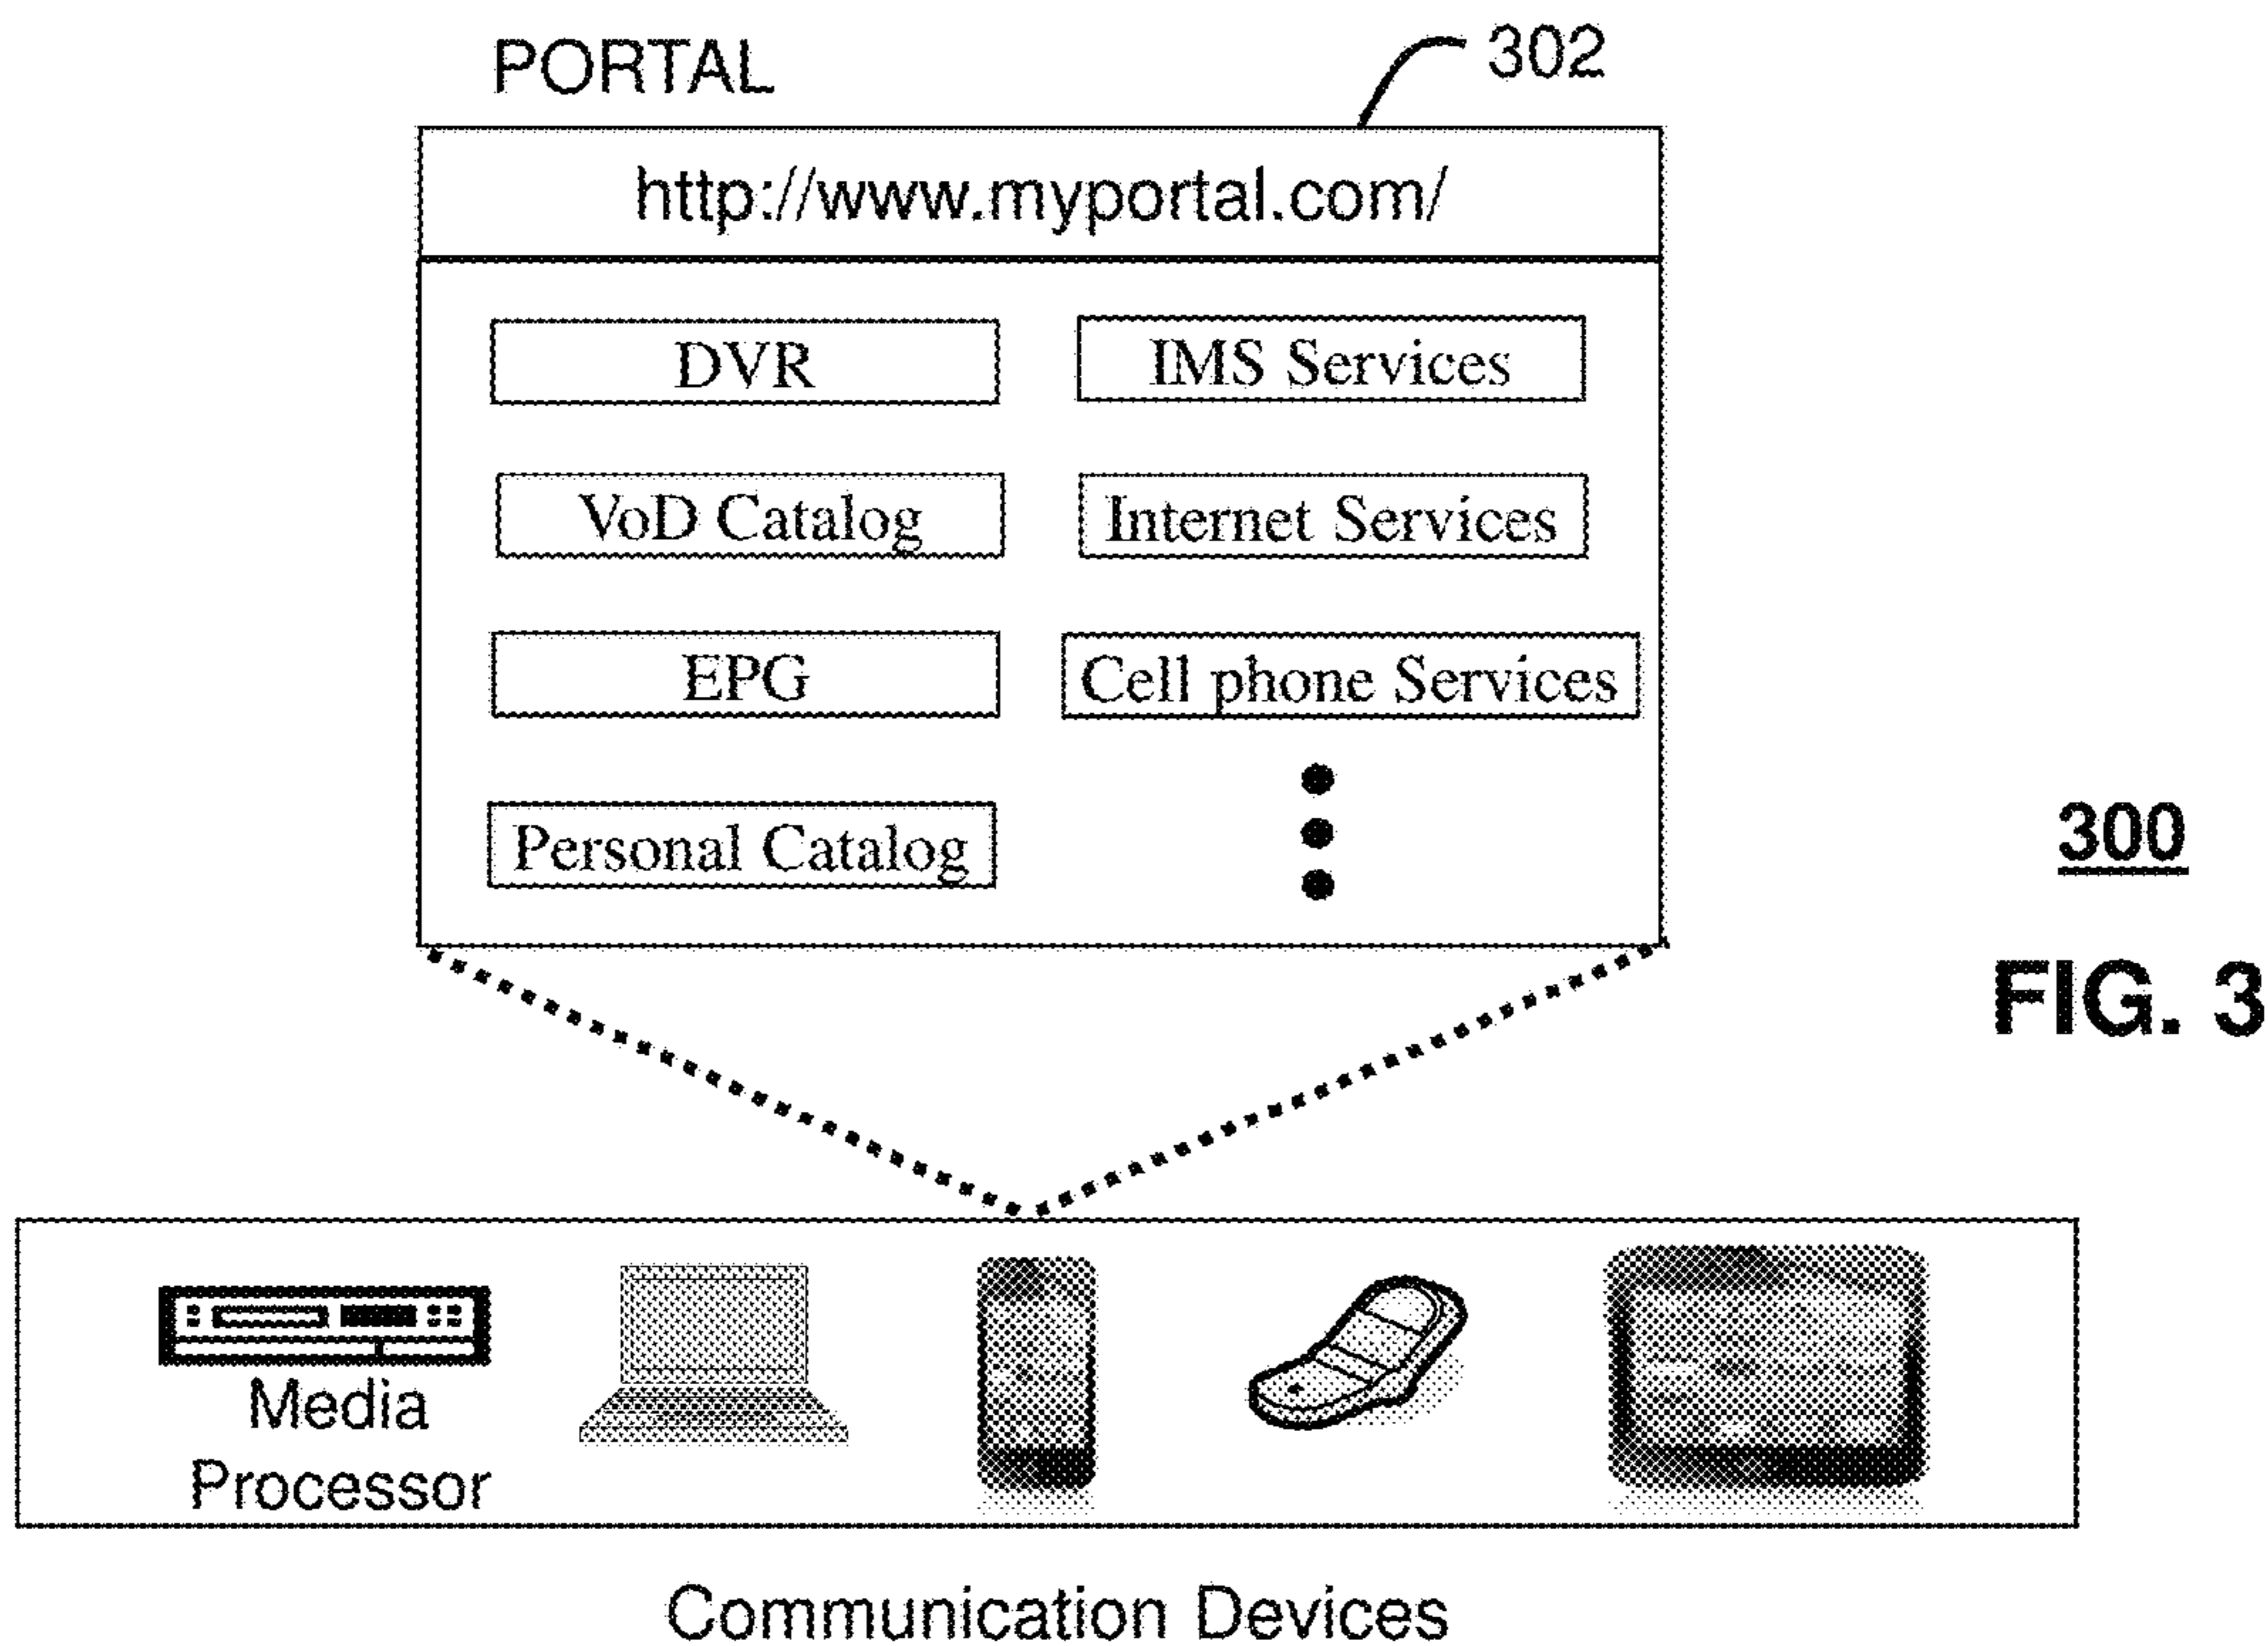 PORTAL
302
http://www.myportal.com/
DVR
IMS Services
VoD Catalog
Internet Services
EPG
Cell phone Services
Personal Catalog
300
FIG. 3
Media
Processor
Communication Devices